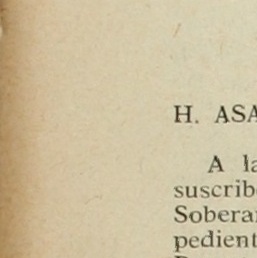 H. ASA
A la
suscrib
Sobera
pedient